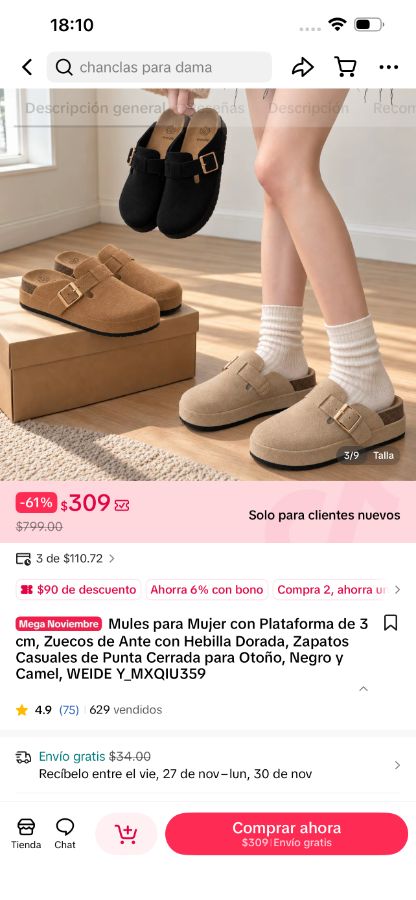 18:10
chanclas para dama
Descripción general Reseñas Descripción Recom
3/9 Talla
-61% $309
$799.00
Solo para clientes nuevos
3 de $110.72
$90 de descuento Ahorra 6% con bono Compra 2, ahorra un
Mega Noviembre Mules para Mujer con Plataforma de 3
cm, Zuecos de Ante con Hebilla Dorada, Zapatos
Casuales de Punta Cerrada para Otoño, Negro y
Camel, WEIDE Y_MXQIU359
4.9 (75) 629 vendidos
Envío gratis $34.00
Recíbelo entre el vie, 27 de nov–lun, 30 de nov
Tienda
Chat
Comprar ahora
$309 | Envío gratis